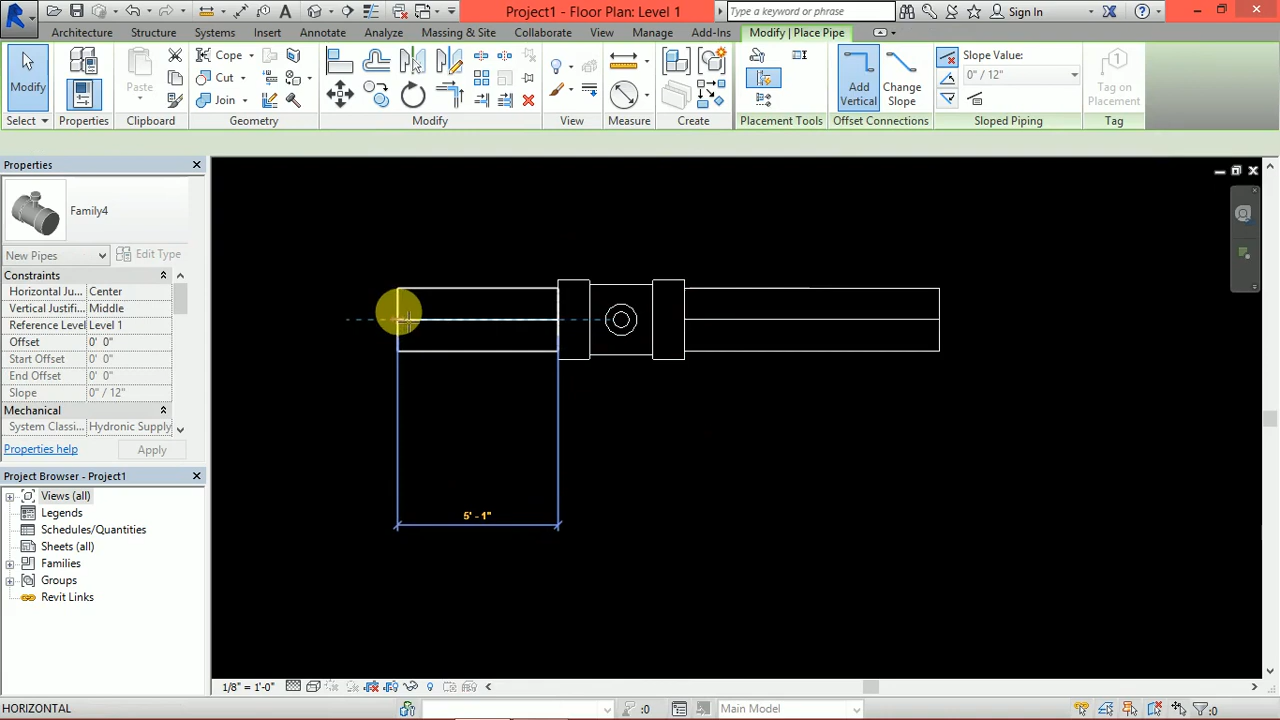 Project1 - Floor Plan: Level 1
Type a keyword or phrase
Sign In
Architecture
Structure
Systems
Insert
Annotate
Analyze
Massing & Site
Collaborate
View
Manage
Add-Ins
Modify | Place Pipe
Modify
Select
Properties
Paste
Clipboard
Cope
Cut
Join
Geometry
Modify
View
Measure
Create
Placement Tools
Add
Vertical
Change
Slope
Offset Connections
Slope Value:
0" / 12"
Sloped Piping
1
Tag on
Placement
Tag
Properties
Family4
New Pipes
Edit Type
Constraints
Horizontal Ju...
Center
Vertical Justifi...
Middle
Reference Level
Level 1
Offset
0' 0"
Start Offset
0' 0"
End Offset
0' 0"
Slope
0" / 12"
Mechanical
System Classi...
Hydronic Supply
Properties help
Apply
Project Browser - Project1
Views (all)
Legends
Schedules/Quantities
Sheets (all)
Families
Groups
Revit Links
5' - 1"
1/8" = 1'-0"
HORIZONTAL
:0
Main Model
:0